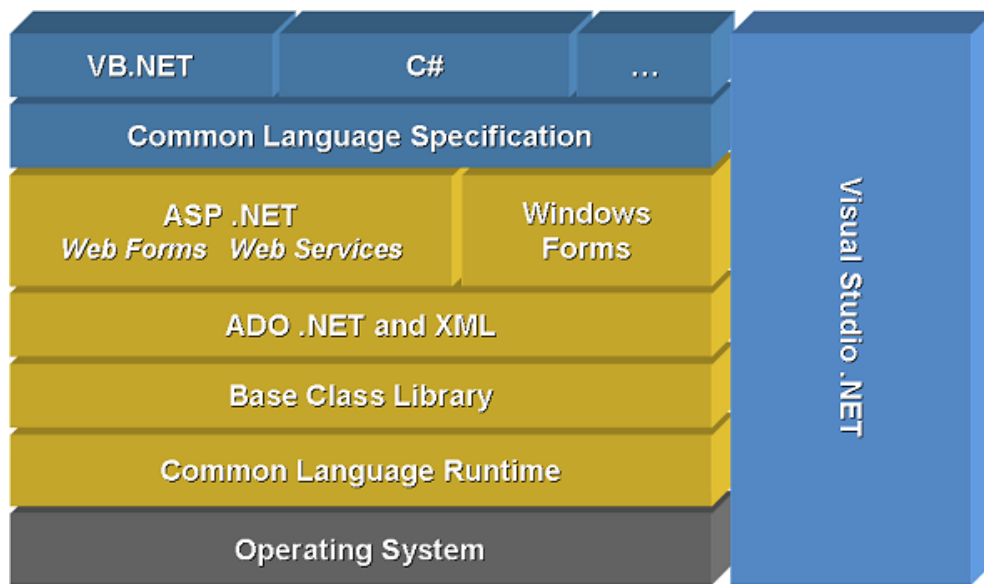 VB.NET
C#
...
Common Language Specification
ASP .NET
Web Forms Web Services
Windows
Forms
ADO .NET and XML
Base Class Library
Common Language Runtime
Operating System
Visual Studio .NET